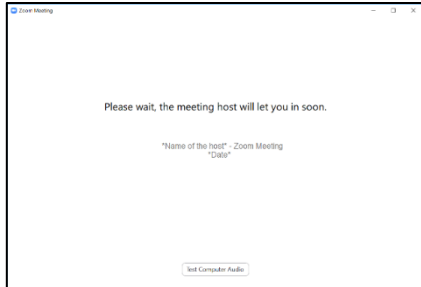 Zoom Meeting
Please wait, the meeting host will let you in soon.
"Name of the host" - Zoom Meeting
"Date"
Test Computer Audio